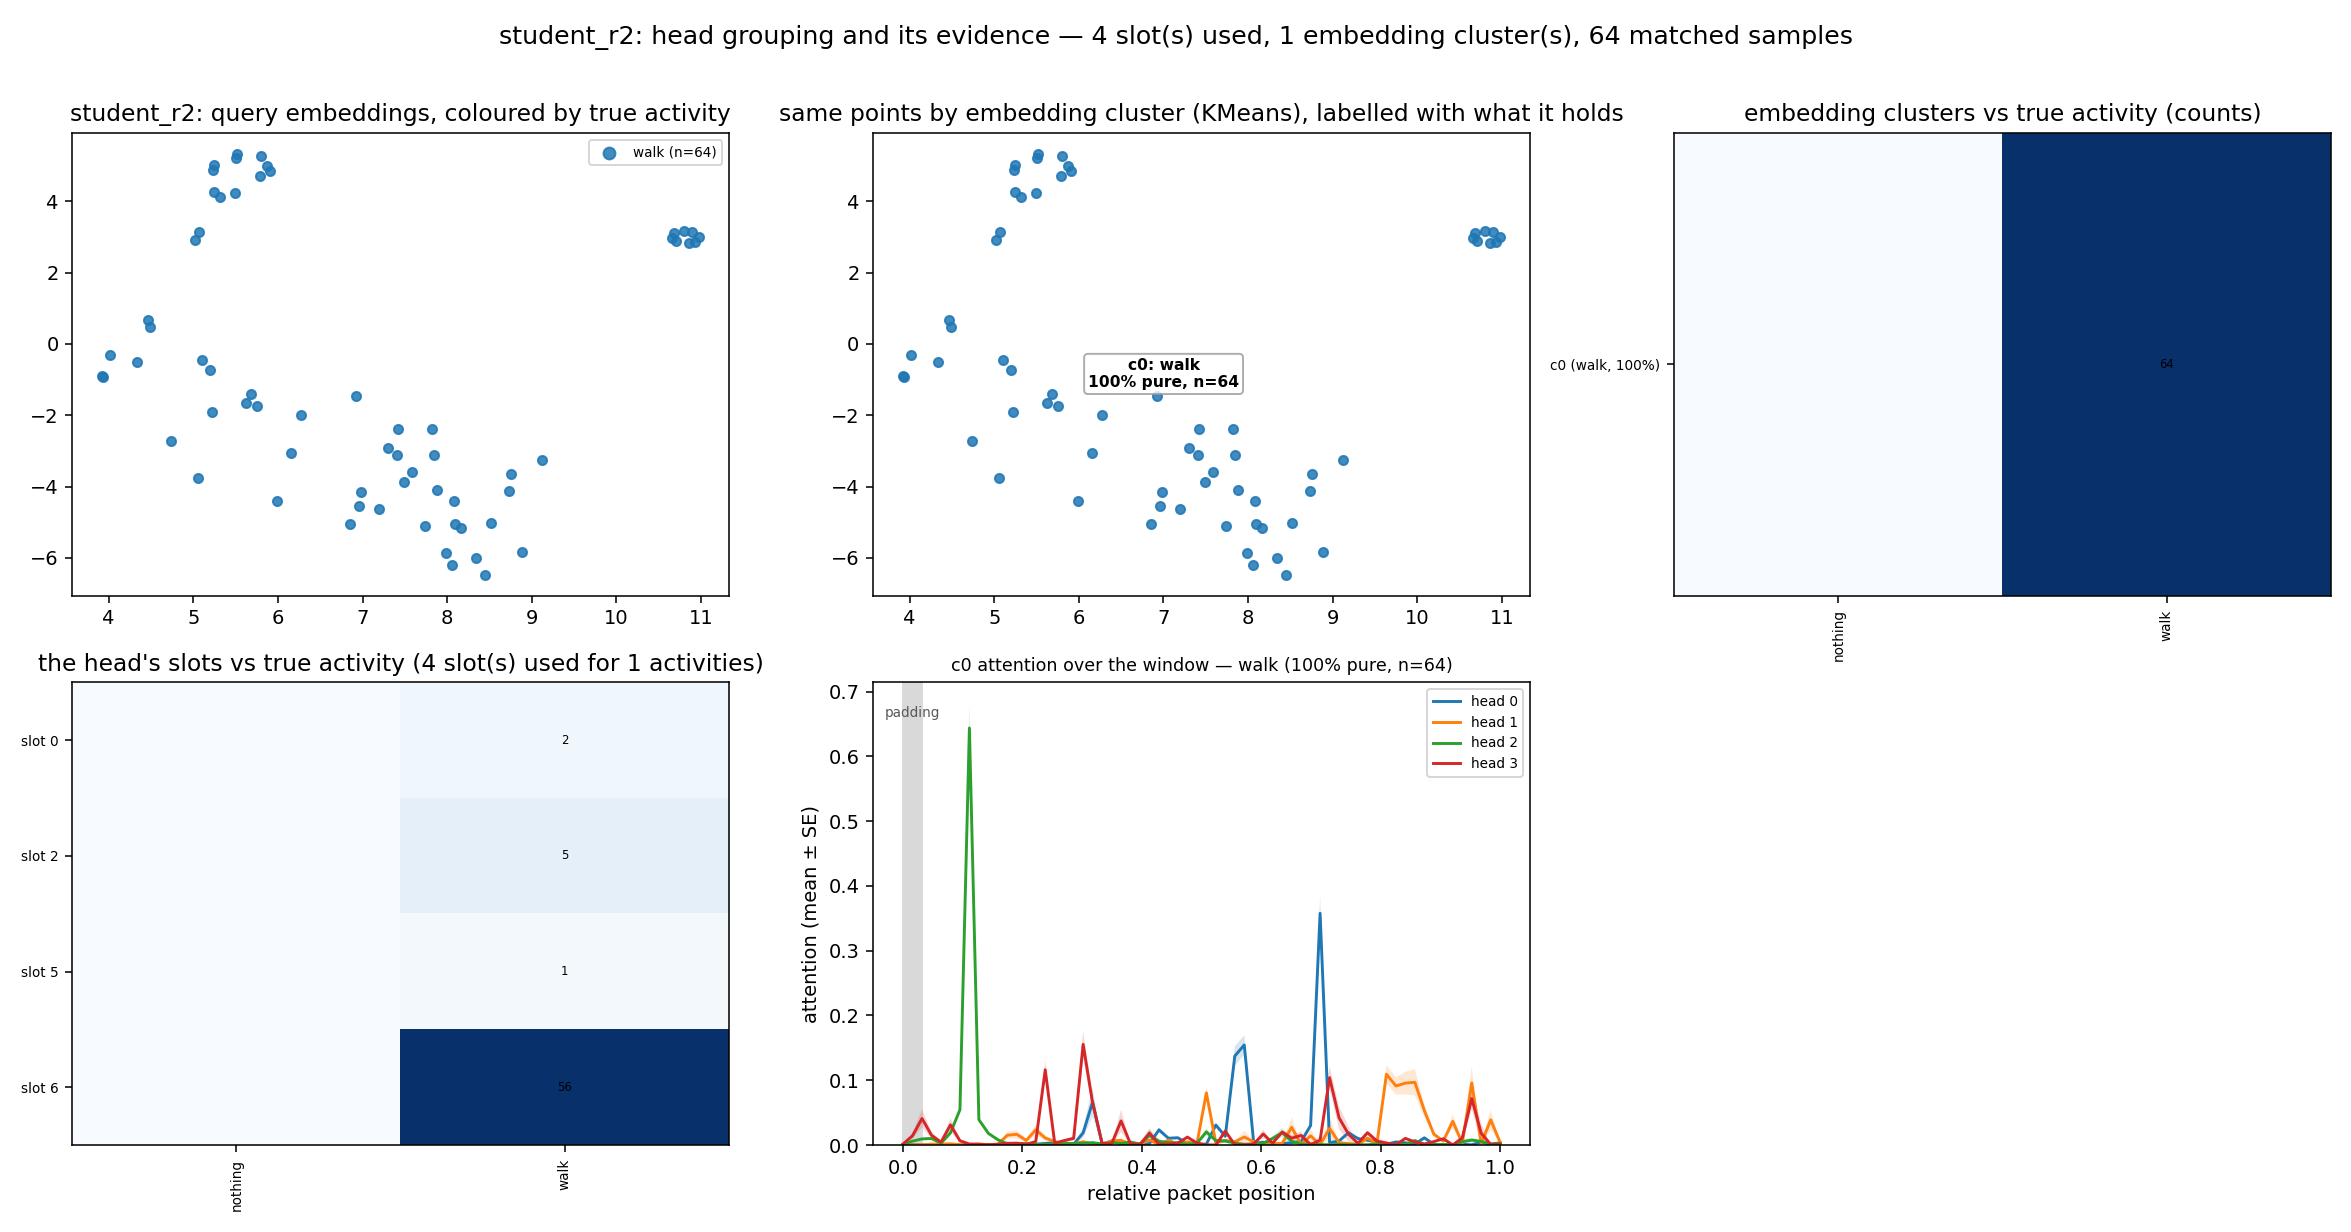 student_r2: head grouping and its evidence — 4 slot(s) used, 1 embedding cluster(s), 64 matched samples
student_r2: query embeddings, coloured by true activity
walk (n=64)
4
2
0
−2
−4
−6
4 5 6 7 8 9 10 11
same points by embedding cluster (KMeans), labelled with what it holds
4
2
0
−2
−4
−6
c0: walk
100% pure, n=64
4 5 6 7 8 9 10 11
embedding clusters vs true activity (counts)
c0 (walk, 100%)
64
nothing
walk
the head's slots vs true activity (4 slot(s) used for 1 activities)
slot 0
2
slot 2
5
slot 5
1
slot 6
56
nothing
walk
c0 attention over the window — walk (100% pure, n=64)
padding
head 0
head 1
head 2
head 3
attention (mean ± SE)
0.7
0.6
0.5
0.4
0.3
0.2
0.1
0.0
0.0 0.2 0.4 0.6 0.8 1.0
relative packet position